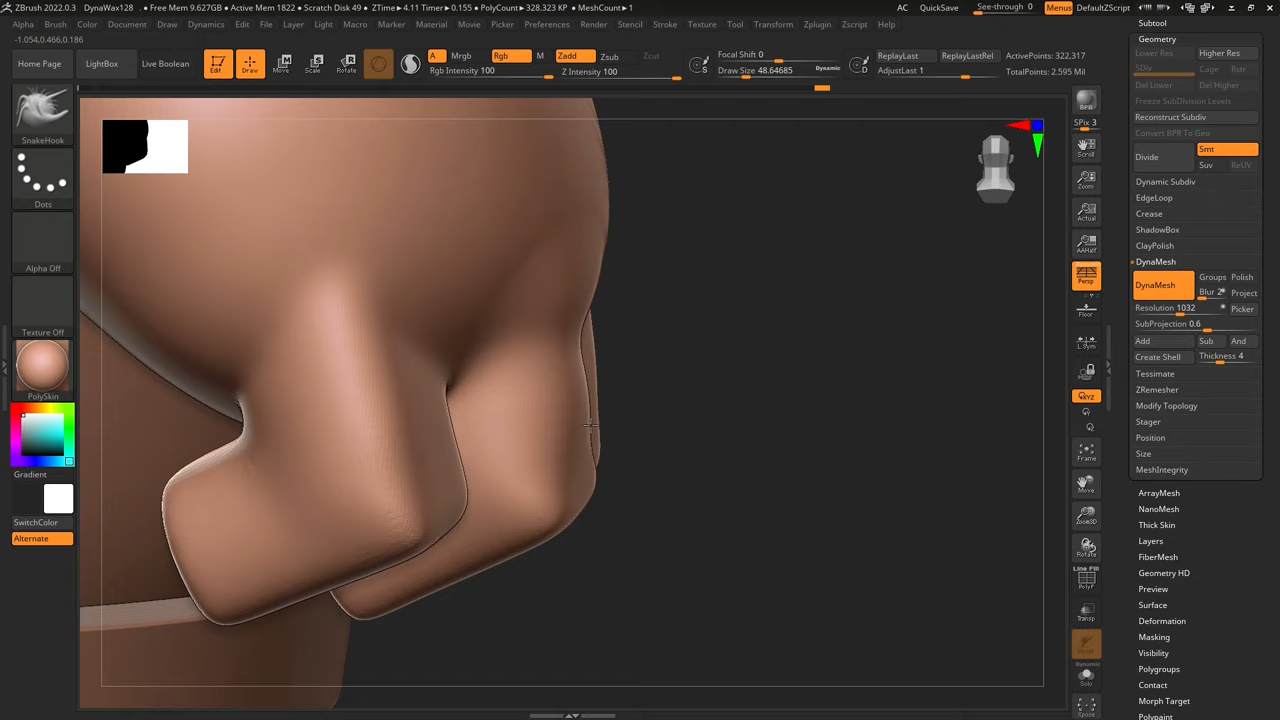 ZBrush 2022.0.3 DynaWax128 . ● Free Mem 9.627GB ● Active Mem 1822 ● Scratch Disk 49 ● ZTime►4.11 Timer►0.155 ● PolyCount►328.323 KP ● MeshCount►1 AC QuickSave See-through 0 Menus DefaultZScript
Alpha Brush Color Document Draw Dynamics Edit File Layer Light Macro Marker Material Movie Picker Preferences Render Stencil Stroke Texture Tool Transform Zplugin Zscript Help
-1.054,0.466,0.186
Home Page LightBox Live Boolean Edit Draw Move Scale Rotate
A Mrgb Rgb M Zadd Zsub Zcut
Rgb Intensity 100 Z Intensity 100
Focal Shift 0
Draw Size 48.64685 Dynamic
S
D
ReplayLast ReplayLastRel ActivePoints: 322,317
AdjustLast 1 TotalPoints: 2.595 Mil
SnakeHook
Dots
Alpha Off
Texture Off
PolySkin
Gradient
SwitchColor
Alternate
BPR
SPix 3
Scroll
Zoom
Actual
AAHalf
Persp
Floor
L.Sym
XYZ
Frame
Move
Zoom3D
Rotate
Line Fill
PolyF
Transp
Ghost
Dynamic
Solo
Xpose
Subtool
Geometry
Lower Res Higher Res
SDiv Cage Rstr
Del Lower Del Higher
Freeze SubDivision Levels
Reconstruct Subdiv
Convert BPR To Geo
Divide Smt
Suv ReUV
Dynamic Subdiv
EdgeLoop
Crease
ShadowBox
ClayPolish
DynaMesh
DynaMesh Groups Polish
Blur 2 Project
Resolution 1032 Picker
SubProjection 0.6
Add Sub And
Create Shell Thickness 4
Tessimate
ZRemesher
Modify Topology
Stager
Position
Size
MeshIntegrity
ArrayMesh
NanoMesh
Thick Skin
Layers
FiberMesh
Geometry HD
Preview
Surface
Deformation
Masking
Visibility
Polygroups
Contact
Morph Target
Polypaint